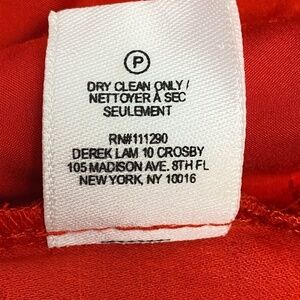 P
DRY CLEAN ONLY /
NETTOYER À SEC
SEULEMENT
RN#111290
DEREK LAM 10 CROSBY
105 MADISON AVE. 8TH FL
NEW YORK, NY 10016